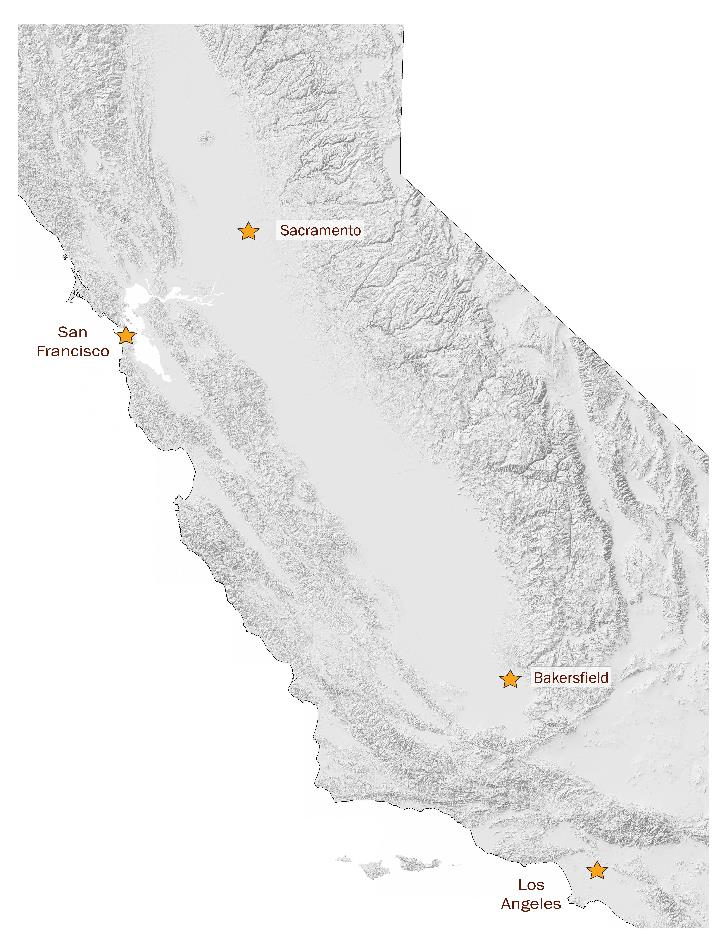 Sacramento
San
Francisco
Bakersfield
Los
Angeles